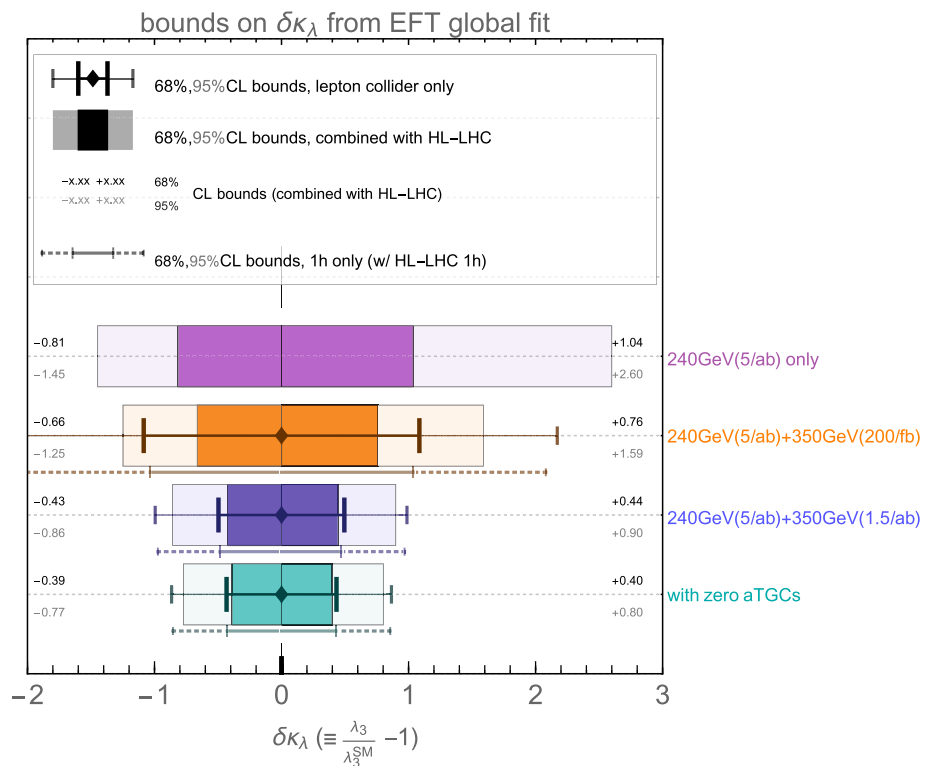 bounds on δκ_λ from EFT global fit
68%,95%CL bounds, lepton collider only
68%,95%CL bounds, combined with HL−LHC
−x.xx +x.xx 68%
−x.xx +x.xx 95%
CL bounds (combined with HL−LHC)
68%,95%CL bounds, 1h only (w/ HL−LHC 1h)
−0.81 +1.04
−1.45 +2.60
240GeV(5/ab) only
−0.66 +0.76
−1.25 +1.59
240GeV(5/ab)+350GeV(200/fb)
−0.43 +0.44
−0.86 +0.90
240GeV(5/ab)+350GeV(1.5/ab)
−0.39 +0.40
−0.77 +0.80
with zero aTGCs
−2 −1 0 1 2 3
δκ_λ (≡ λ_3/λ_3^SM −1)